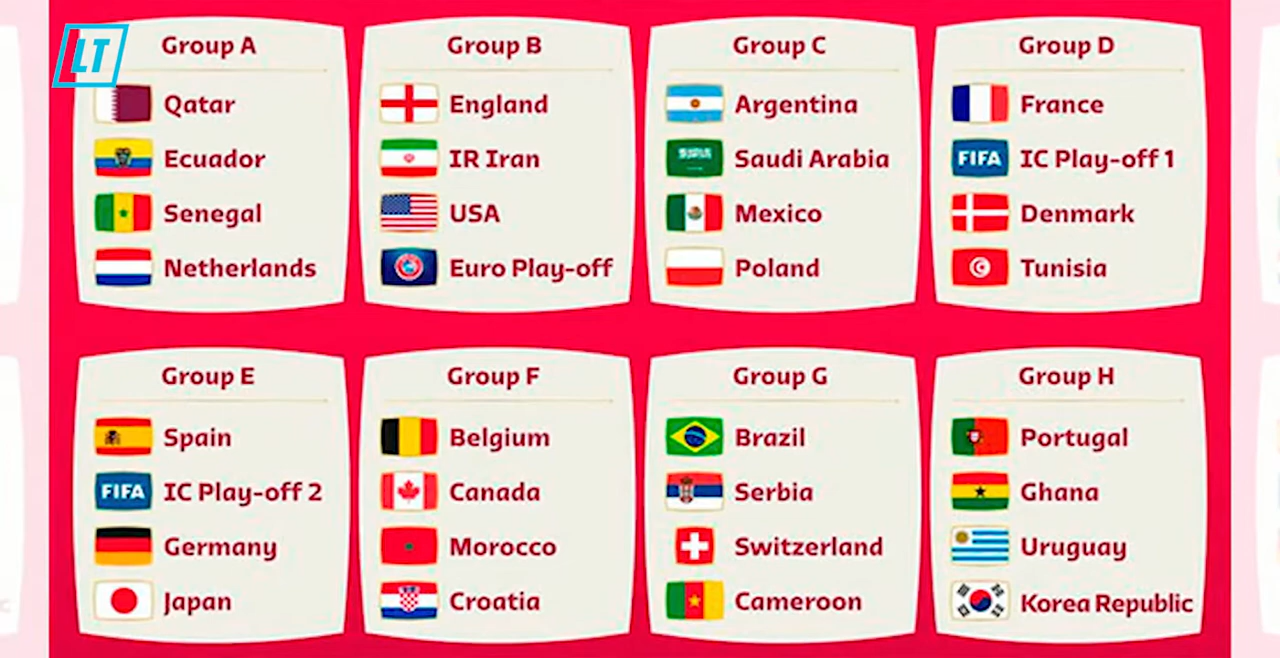 LT
Group A
Qatar
Ecuador
Senegal
Netherlands
Group B
England
IR Iran
USA
Euro Play-off
Group C
Argentina
Saudi Arabia
Mexico
Poland
Group D
France
FIFA IC Play-off 1
Denmark
Tunisia
Group E
Spain
FIFA IC Play-off 2
Germany
Japan
Group F
Belgium
Canada
Morocco
Croatia
Group G
Brazil
Serbia
Switzerland
Cameroon
Group H
Portugal
Ghana
Uruguay
Korea Republic